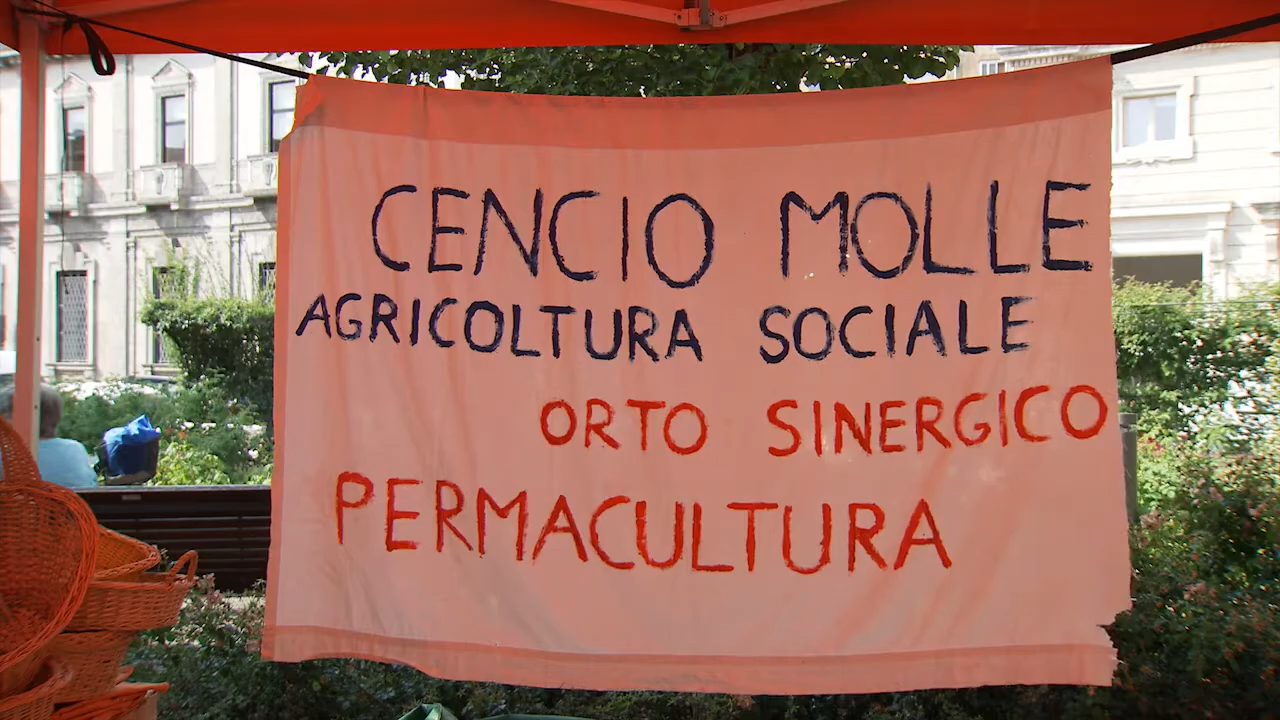 CENCIO MOLLE
AGRICOLTURA SOCIALE
ORTO SINERGICO
PERMACULTURA